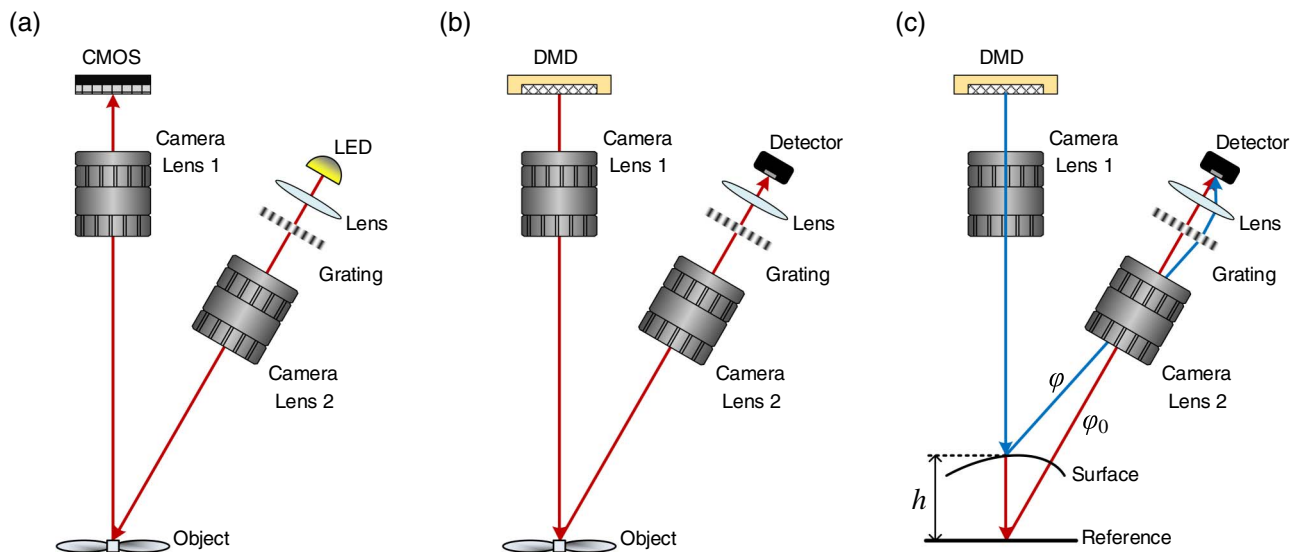 (a)
CMOS
Camera
Lens 1
LED
Lens
Grating
Camera
Lens 2
Object
(b)
DMD
Camera
Lens 1
Detector
Lens
Grating
Camera
Lens 2
Object
(c)
DMD
Camera
Lens 1
Detector
Lens
Grating
Camera
Lens 2
φ
φ₀
Surface
h
Reference